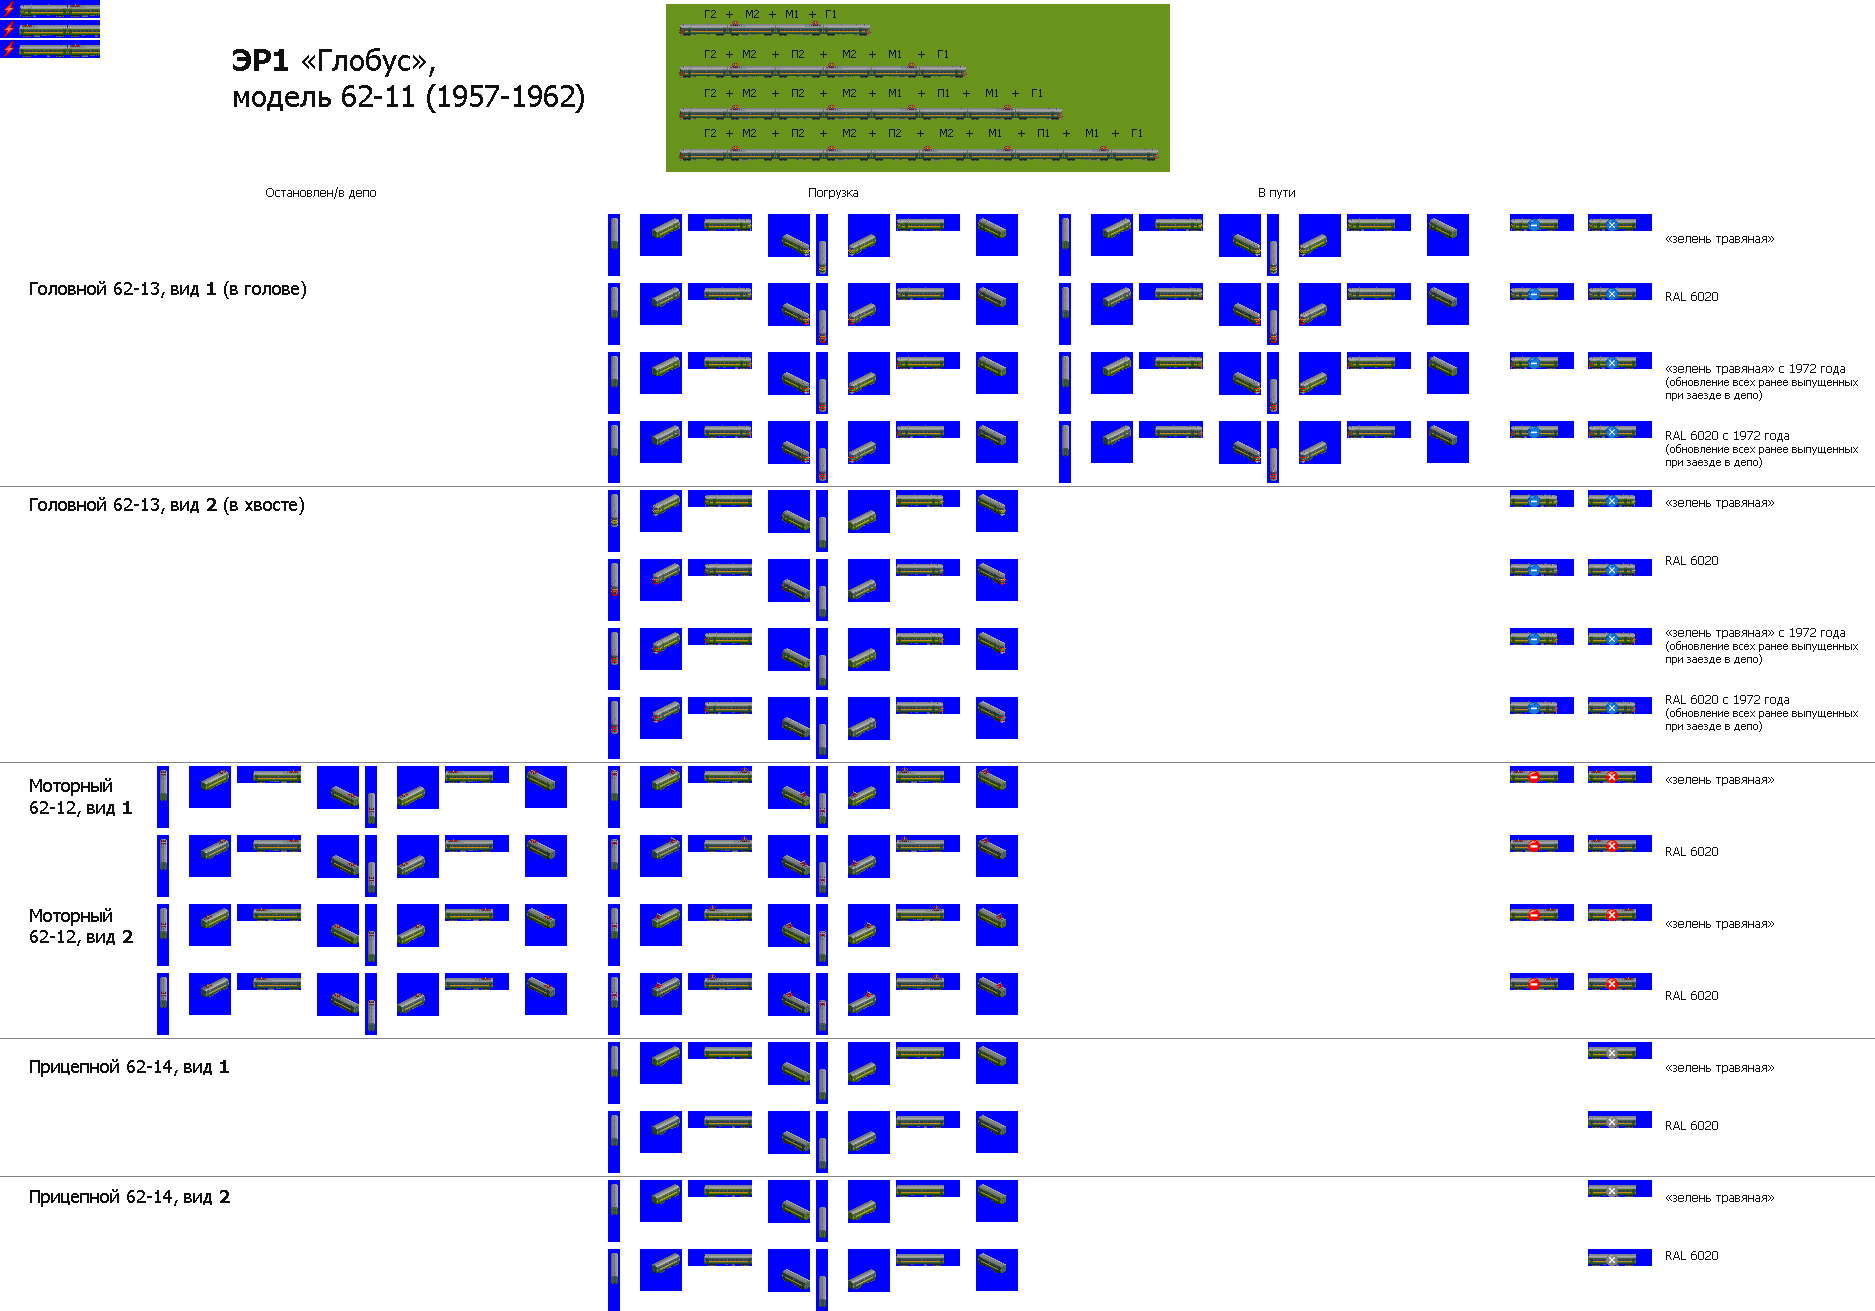 ЭР1 «Глобус»,
модель 62-11 (1957-1962)
Г2 + М2 + М1 + Г1
Г2 + М2 + П2 + М2 + М1 + Г1
Г2 + М2 + П2 + М2 + М1 + П1 + М1 + Г1
Г2 + М2 + П2 + М2 + П2 + М2 + М1 + П1 + М1 + Г1
Остановлен/в депо
Погрузка
В пути
«зелень травяная»
Головной 62-13, вид 1 (в голове)
RAL 6020
«зелень травяная» с 1972 года
(обновление всех ранее выпущенных
при заезде в депо)
RAL 6020 с 1972 года
(обновление всех ранее выпущенных
при заезде в депо)
Головной 62-13, вид 2 (в хвосте)
«зелень травяная»
RAL 6020
«зелень травяная» с 1972 года
(обновление всех ранее выпущенных
при заезде в депо)
RAL 6020 с 1972 года
(обновление всех ранее выпущенных
при заезде в депо)
Моторный
62-12, вид 1
«зелень травяная»
RAL 6020
Моторный
62-12, вид 2
«зелень травяная»
RAL 6020
Прицепной 62-14, вид 1
«зелень травяная»
RAL 6020
Прицепной 62-14, вид 2
«зелень травяная»
RAL 6020